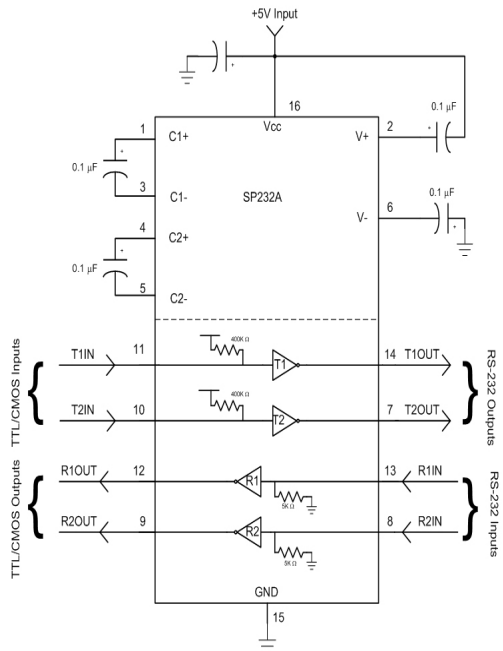 +5V Input
16
Vcc
0.1 µF
1
C1+
V+
2
0.1 µF
3
C1-
SP232A
0.1 µF
4
C2+
V-
6
0.1 µF
5
C2-
TTL/CMOS Inputs
T1IN
11
400K Ω
T1
14
T1OUT
T2IN
10
400K Ω
T2
7
T2OUT
RS-232 Outputs
TTL/CMOS Outputs
R1OUT
12
R1
5K Ω
13
R1IN
R2OUT
9
R2
5K Ω
8
R2IN
RS-232 Inputs
GND
15